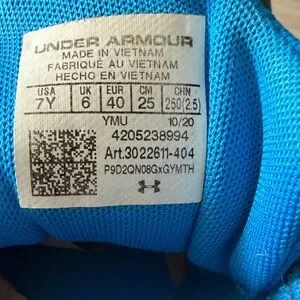 UNDER ARMOUR
MADE IN VIETNAM
FABRIQUÉ AU VIETNAM
HECHO EN VIETNAM
USA UK EUR CM CHN
7Y 6 40 25 250(2.5)
YMU 10/20
4205238994
Art.3022611-404
P9D2QN08GxGYMTH